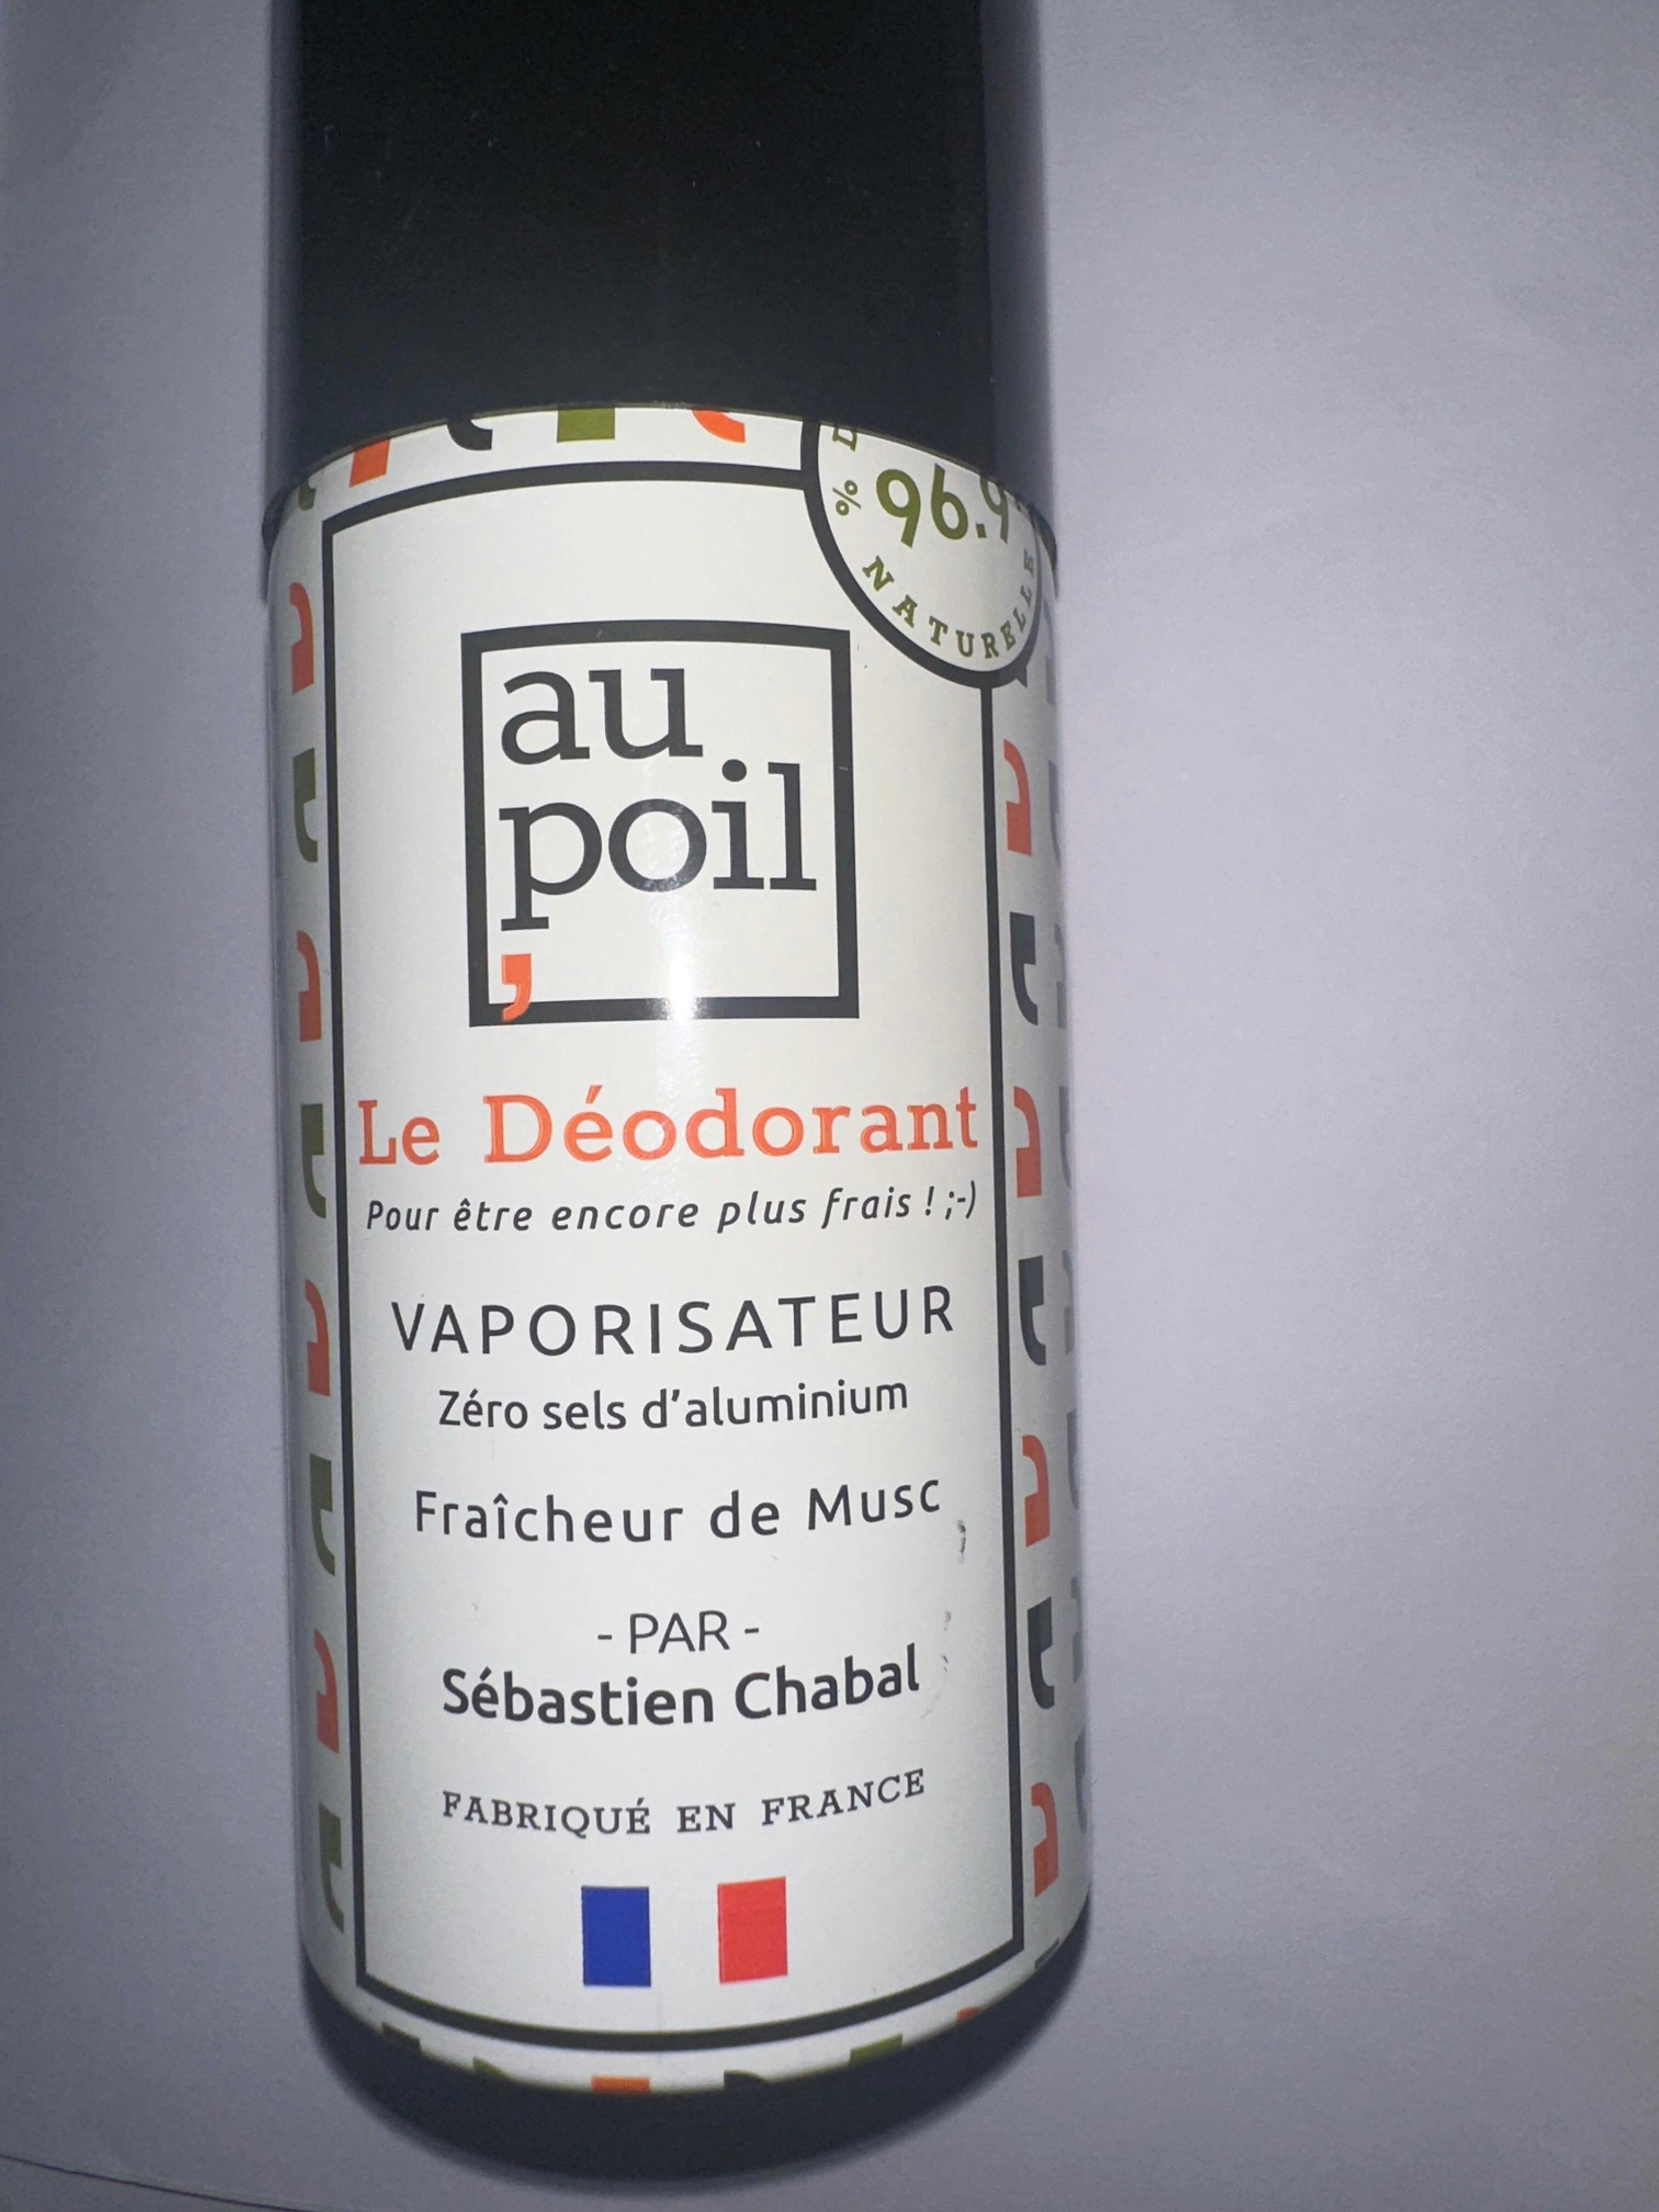 % 96.9
NATURELLE
au
poil
Le Déodorant
Pour être encore plus frais ! ;-)
VAPORISATEUR
Zéro sels d'aluminium
Fraîcheur de Musc
- PAR -
Sébastien Chabal
FABRIQUÉ EN FRANCE